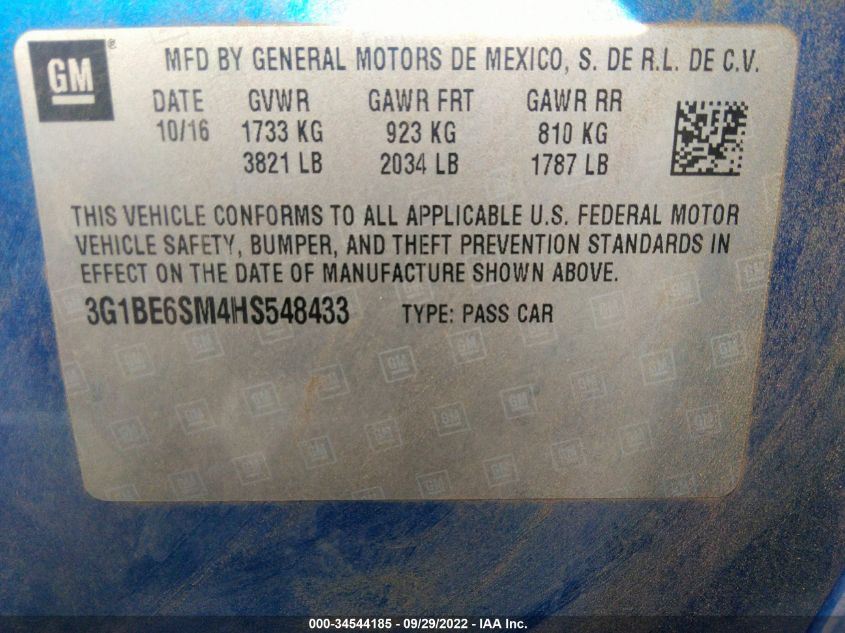 GM ® MFD BY GENERAL MOTORS DE MEXICO, S. DE R.L. DE C.V.
DATE GVWR GAWR FRT GAWR RR
10/16 1733 KG 923 KG 810 KG
3821 LB 2034 LB 1787 LB
THIS VEHICLE CONFORMS TO ALL APPLICABLE U.S. FEDERAL MOTOR
VEHICLE SAFETY, BUMPER, AND THEFT PREVENTION STANDARDS IN
EFFECT ON THE DATE OF MANUFACTURE SHOWN ABOVE.
3G1BE6SM4HS548433 TYPE: PASS CAR
000-34544185 - 09/29/2022 - IAA Inc.